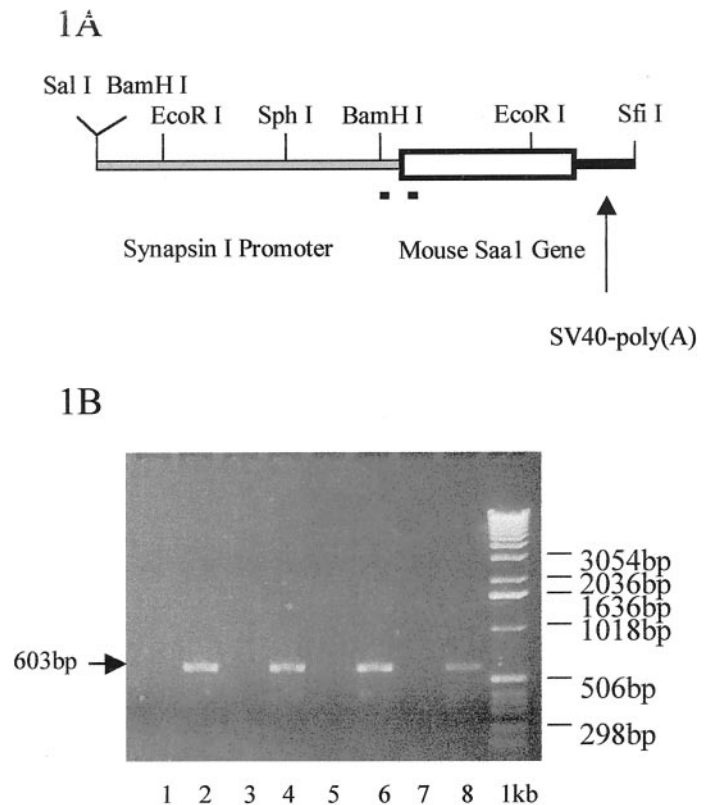 1A
Sal I BamH I
EcoR I Sph I BamH I EcoR I Sfi I
Synapsin I Promoter Mouse Saa1 Gene
SV40-poly(A)
1B
3054bp
2036bp
1636bp
1018bp
603bp
506bp
298bp
1 2 3 4 5 6 7 8 1kb